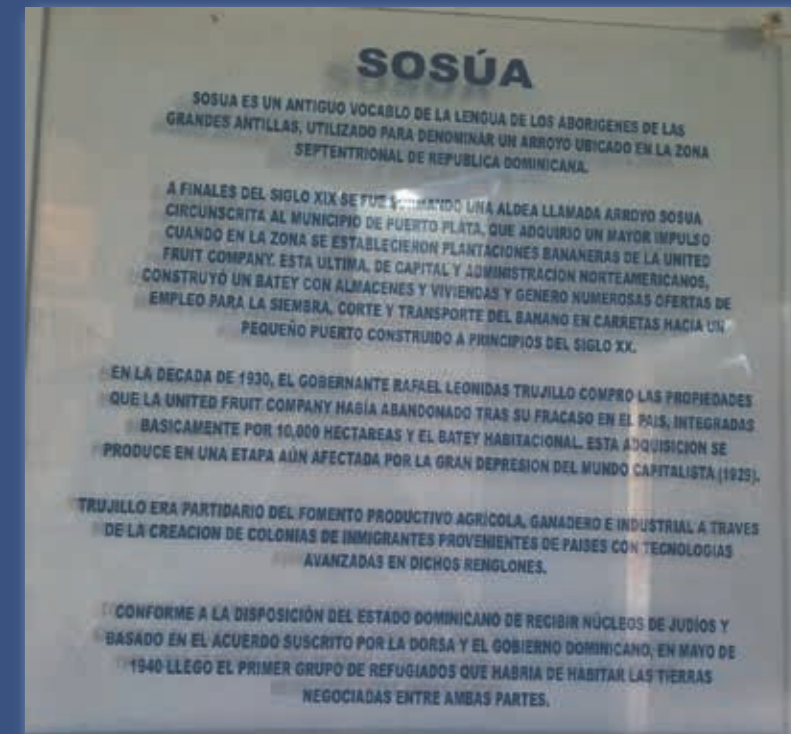 SOSÚA
SOSUA ES UN ANTIGUO VOCABLO DE LA LENGUA DE LOS ABORIGENES DE LAS
GRANDES ANTILLAS, UTILIZADO PARA DENOMINAR UN ARROYO UBICADO EN LA ZONA
SEPTENTRIONAL DE REPUBLICA DOMINICANA.
A FINALES DEL SIGLO XIX SE FUE FORMANDO UNA ALDEA LLAMADA ARROYO SOSUA
CIRCUNSCRITA AL MUNICIPIO DE PUERTO PLATA, QUE ADQUIRIO UN MAYOR IMPULSO
CUANDO EN LA ZONA SE ESTABLECIERON PLANTACIONES BANANERAS DE LA UNITED
FRUIT COMPANY. ESTA ULTIMA, DE CAPITAL Y ADMINISTRACION NORTEAMERICANOS,
CONSTRUYÓ UN BATEY CON ALMACENES Y VIVIENDAS Y GENERO NUMEROSAS OFERTAS DE
EMPLEO PARA LA SIEMBRA, CORTE Y TRANSPORTE DEL BANANO EN CARRETAS HACIA UN
PEQUEÑO PUERTO CONSTRUIDO A PRINCIPIOS DEL SIGLO XX.
EN LA DECADA DE 1930, EL GOBERNANTE RAFAEL LEONIDAS TRUJILLO COMPRO LAS PROPIEDADES
QUE LA UNITED FRUIT COMPANY HABÍA ABANDONADO TRAS SU FRACASO EN EL PAIS, INTEGRADAS
BASICAMENTE POR 10,000 HECTAREAS Y EL BATEY HABITACIONAL. ESTA ADQUISICION SE
PRODUCE EN UNA ETAPA AÚN AFECTADA POR LA GRAN DEPRESION DEL MUNDO CAPITALISTA (1929).
TRUJILLO ERA PARTIDARIO DEL FOMENTO PRODUCTIVO AGRÍCOLA, GANADERO E INDUSTRIAL A TRAVES
DE LA CREACION DE COLONIAS DE INMIGRANTES PROVENIENTES DE PAISES CON TECNOLOGIAS
AVANZADAS EN DICHOS RENGLONES.
CONFORME A LA DISPOSICIÓN DEL ESTADO DOMINICANO DE RECIBIR NÚCLEOS DE JUDÍOS Y
BASADO EN EL ACUERDO SUSCRITO POR LA DORSA Y EL GOBIERNO DOMINICANO, EN MAYO DE
1940 LLEGO EL PRIMER GRUPO DE REFUGIADOS QUE HABRIA DE HABITAR LAS TIERRAS
NEGOCIADAS ENTRE AMBAS PARTES.